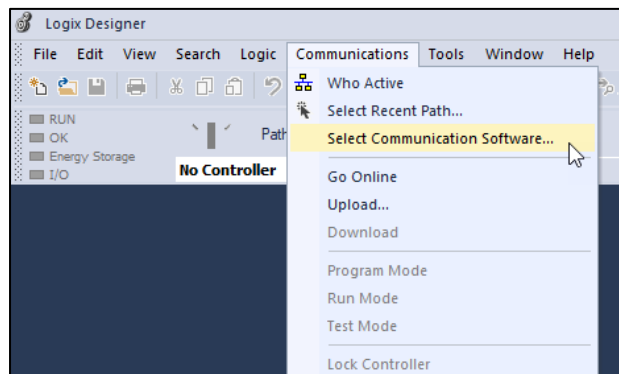 Logix Designer
File Edit View Search Logic Communications Tools Window Help
RUN
OK
Energy Storage
I/O
Path
No Controller
Who Active
Select Recent Path...
Select Communication Software...
Go Online
Upload...
Download
Program Mode
Run Mode
Test Mode
Lock Controller